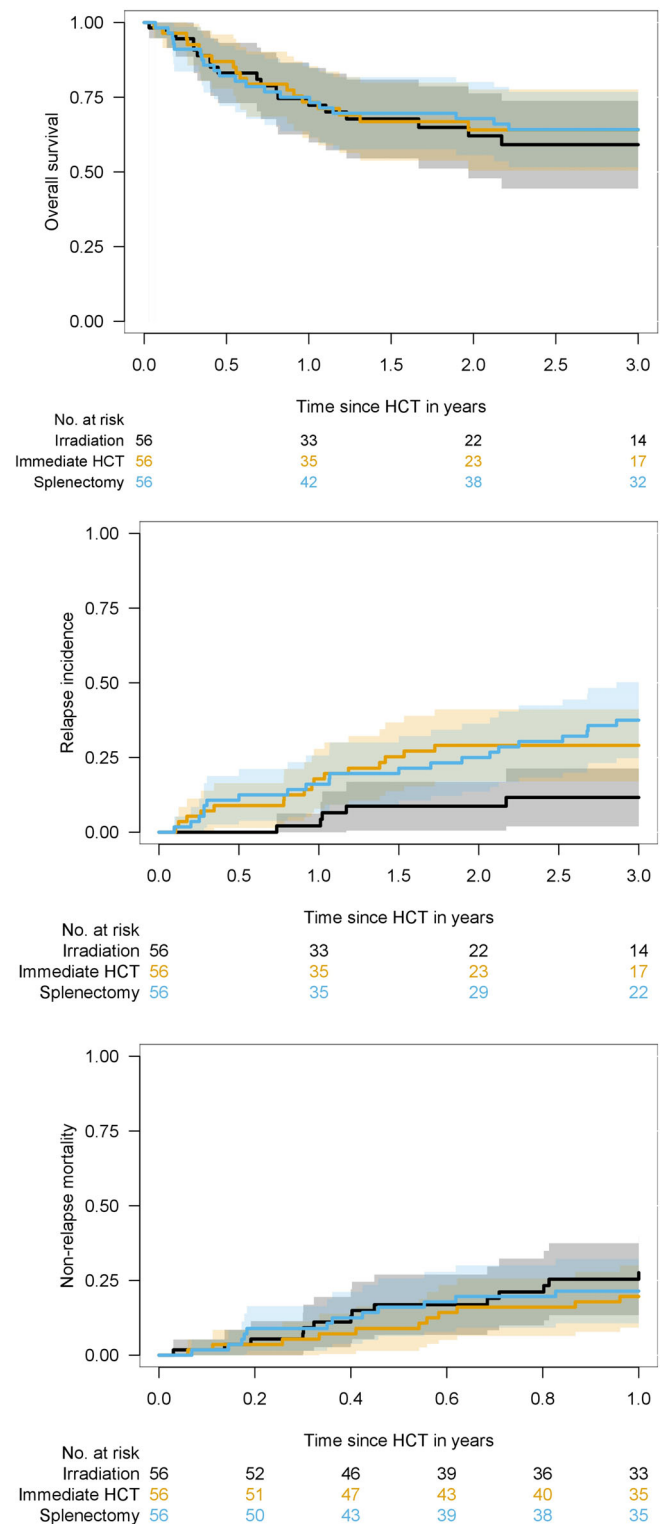 1.00
0.75
0.50
0.25
0.00
Overall survival
0.0 0.5 1.0 1.5 2.0 2.5 3.0
Time since HCT in years
No. at risk
Irradiation 56 33 22 14
Immediate HCT 56 35 23 17
Splenectomy 56 42 38 32
1.00
0.75
0.50
0.25
0.00
Relapse incidence
0.0 0.5 1.0 1.5 2.0 2.5 3.0
Time since HCT in years
No. at risk
Irradiation 56 33 22 14
Immediate HCT 56 35 23 17
Splenectomy 56 35 29 22
1.00
0.75
0.50
0.25
0.00
Non-relapse mortality
0.0 0.2 0.4 0.6 0.8 1.0
Time since HCT in years
No. at risk
Irradiation 56 52 46 39 36 33
Immediate HCT 56 51 47 43 40 35
Splenectomy 56 50 43 39 38 35